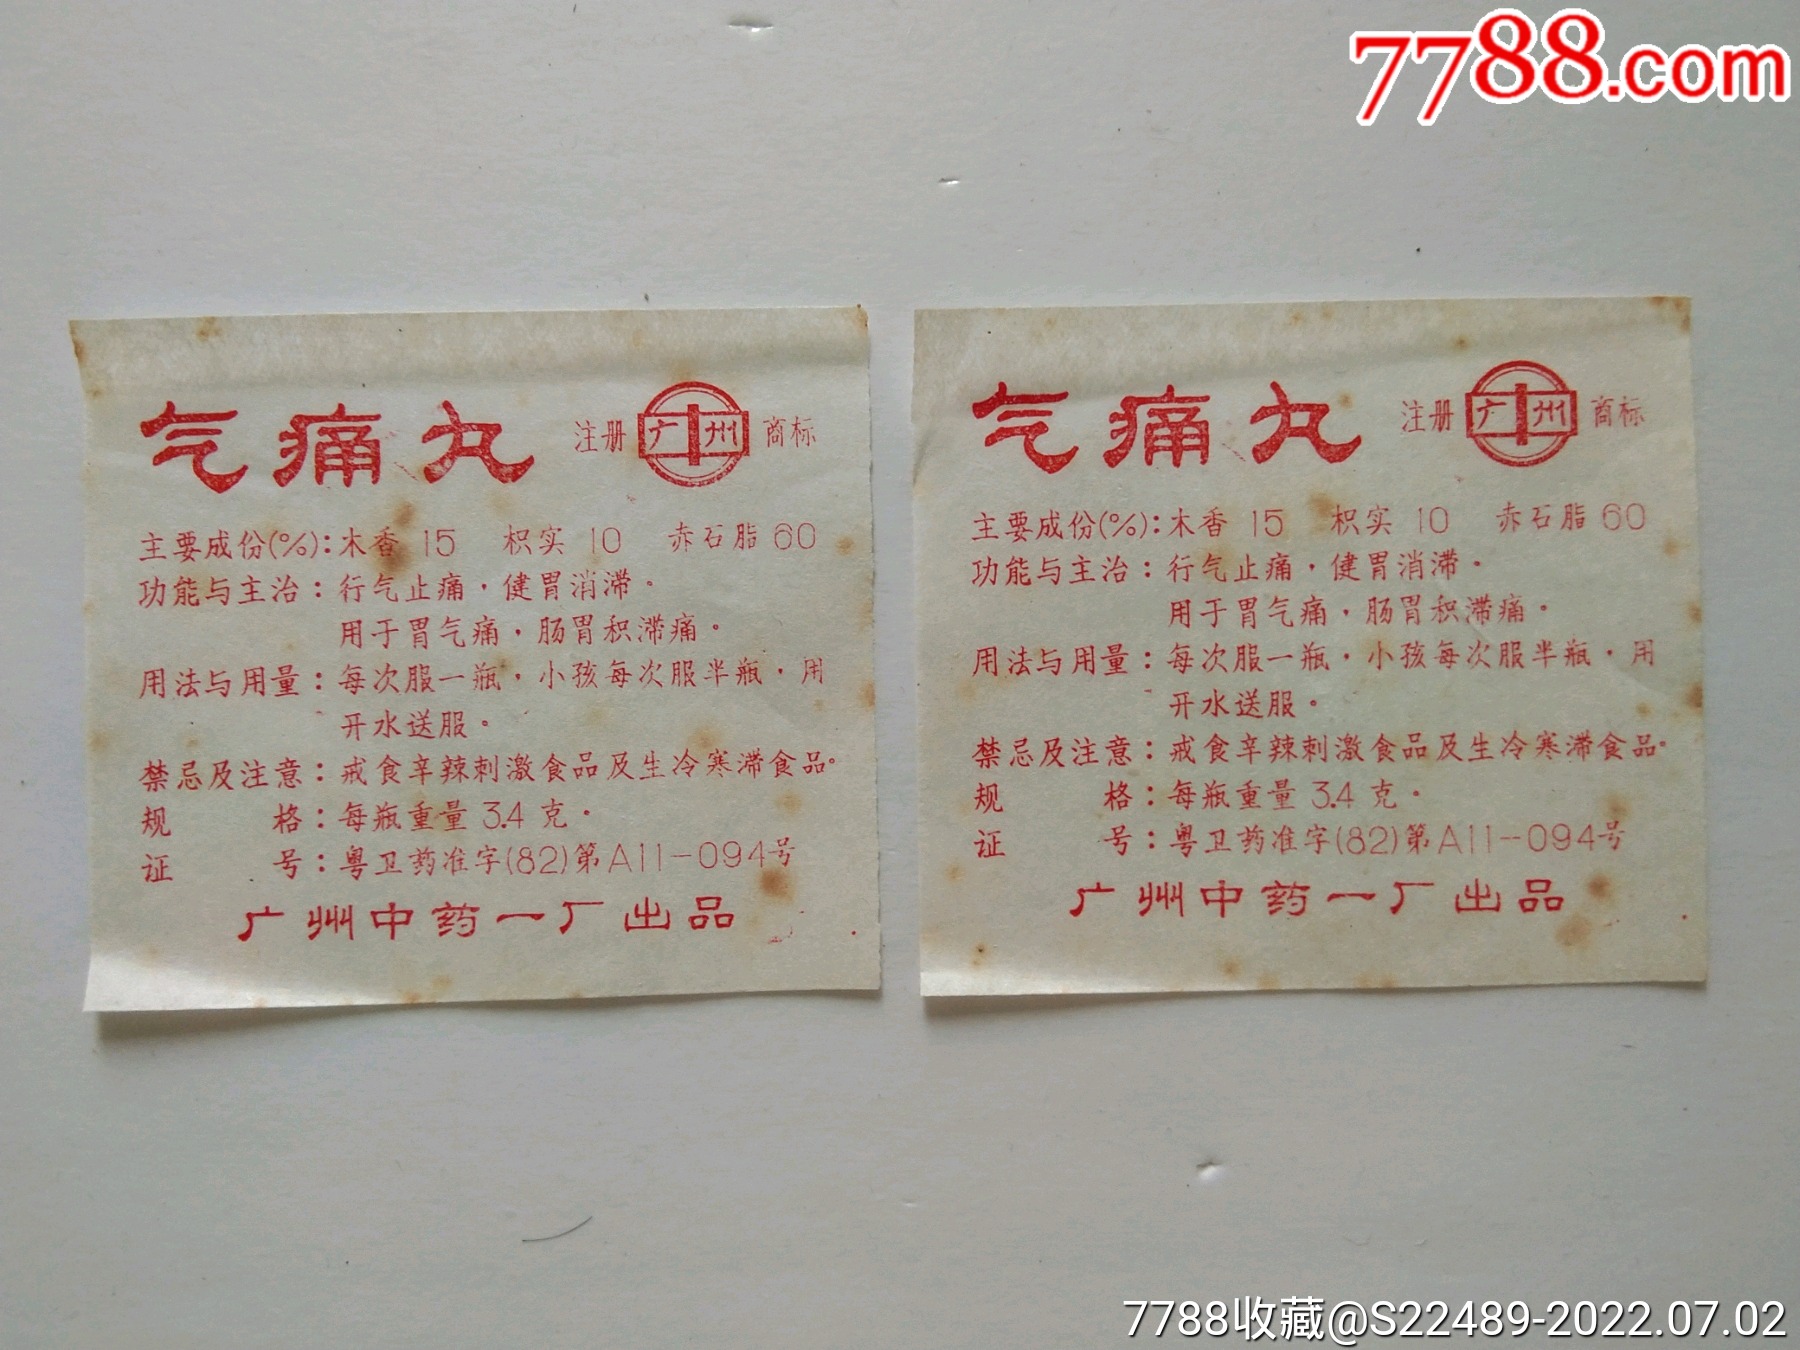 7788.com
气痛丸 注册 广州 商标
主要成份(%):木香 15 枳实 10 赤石脂 60
功能与主治:行气止痛,健胃消滞。
用于胃气痛,肠胃积滞痛。
用法与用量:每次服一瓶,小孩每次服半瓶,用
开水送服。
禁忌及注意:戒食辛辣刺激食品及生冷寒滞食品。
规 格:每瓶重量 3.4 克。
证 号:粤卫药准字(82)第A11-094号
广州中药一厂出品
气痛丸 注册 广州 商标
主要成份(%):木香 15 枳实 10 赤石脂 60
功能与主治:行气止痛,健胃消滞。
用于胃气痛,肠胃积滞痛。
用法与用量:每次服一瓶,小孩每次服半瓶,用
开水送服。
禁忌及注意:戒食辛辣刺激食品及生冷寒滞食品。
规 格:每瓶重量 3.4 克。
证 号:粤卫药准字(82)第A11-094号
广州中药一厂出品
7788收藏@S22489-2022.07.02